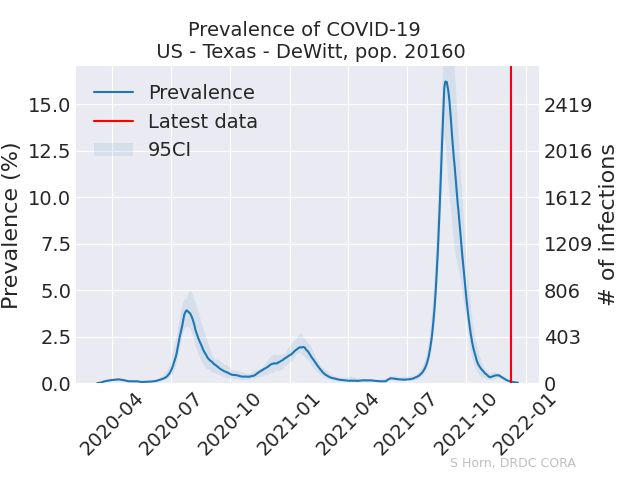 Prevalence of COVID-19
US - Texas - DeWitt, pop. 20160
Prevalence
Latest data
95CI
Prevalence (%)
15.0
12.5
10.0
7.5
5.0
2.5
0.0
2419
2016
1612
1209
806
403
0
# of infections
2020-04
2020-07
2020-10
2021-01
2021-04
2021-07
2021-10
2022-01
S Horn, DRDC CORA